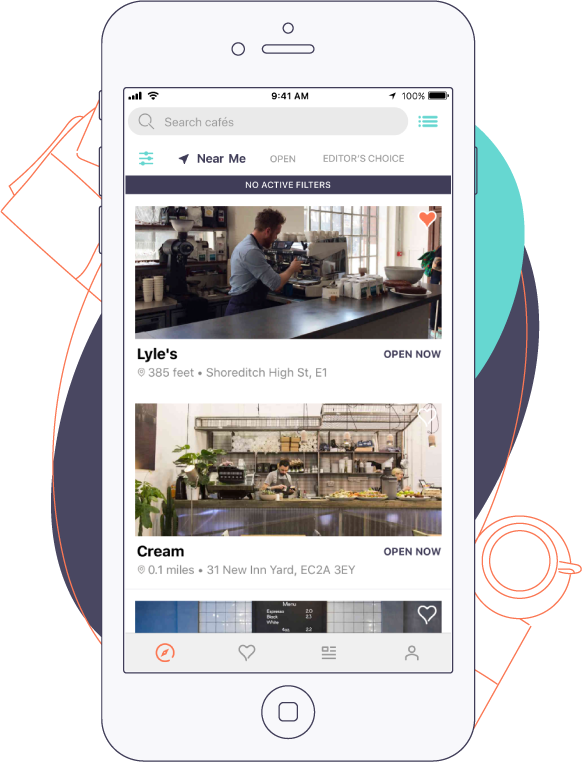 9:41 AM
100%
Search cafés
Near Me
OPEN
EDITOR'S CHOICE
NO ACTIVE FILTERS
Lyle's
OPEN NOW
385 feet • Shoreditch High St, E1
Cream
OPEN NOW
0.1 miles • 31 New Inn Yard, EC2A 3EY
Menu
Espresso 2.0
Black 2.3
White
4oz 2.2